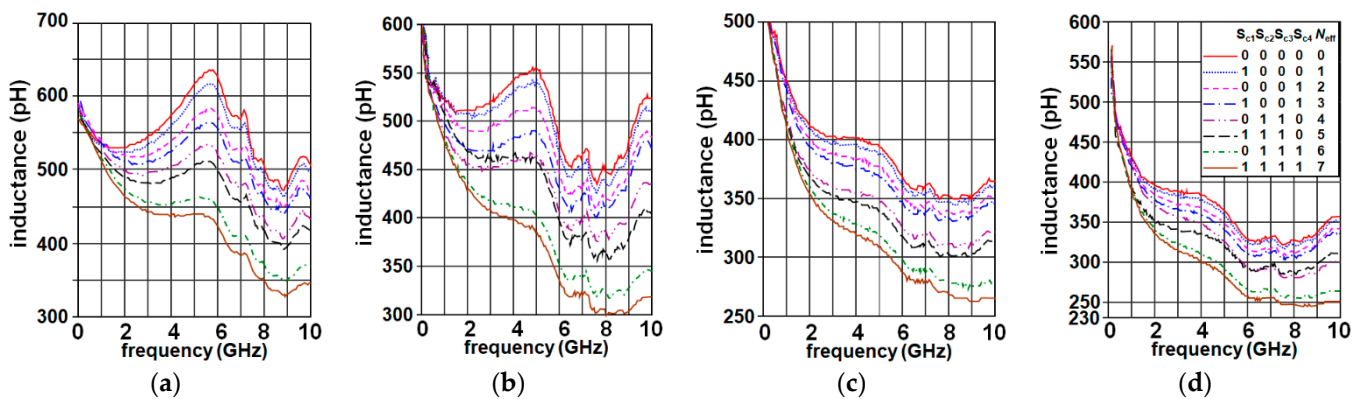 700
600
500
400
300
inductance (pH)
0 2 4 6 8 10
frequency (GHz)
(a)
600
550
500
450
400
350
300
inductance (pH)
0 2 4 6 8 10
frequency (GHz)
(b)
500
450
400
350
300
250
inductance (pH)
0 2 4 6 8 10
frequency (GHz)
(c)
600
550
500
450
400
350
300
250
230
inductance (pH)
0 2 4 6 8 10
frequency (GHz)
(d)
Sc1 Sc2 Sc3 Sc4 Neff
0 0 0 0 0
1 0 0 0 1
0 0 0 1 2
1 0 0 1 3
0 1 1 0 4
1 1 1 0 5
0 1 1 1 6
1 1 1 1 7